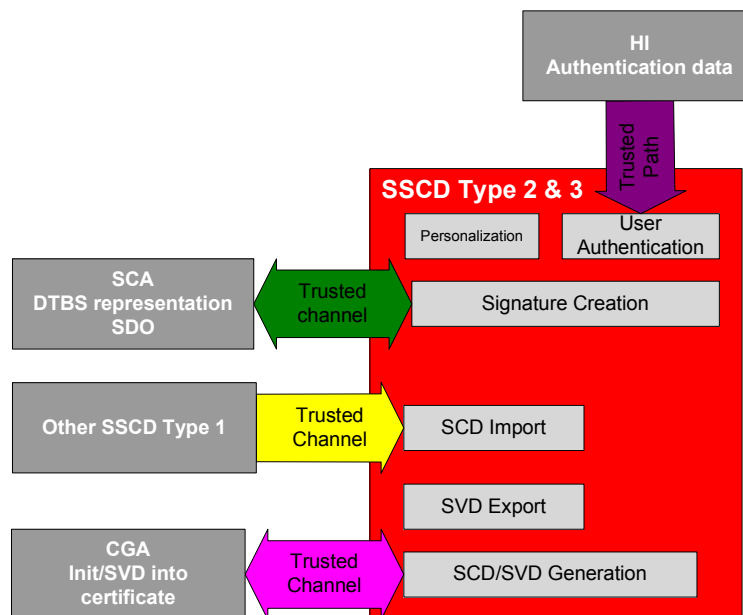 HI
Authentication data
Trusted
Path
SSCD Type 2 & 3
Personalization
User
Authentication
SCA
DTBS representation
SDO
Trusted
channel
Signature Creation
Other SSCD Type 1
Trusted
Channel
SCD Import
SVD Export
CGA
Init/SVD into
certificate
Trusted
Channel
SCD/SVD Generation